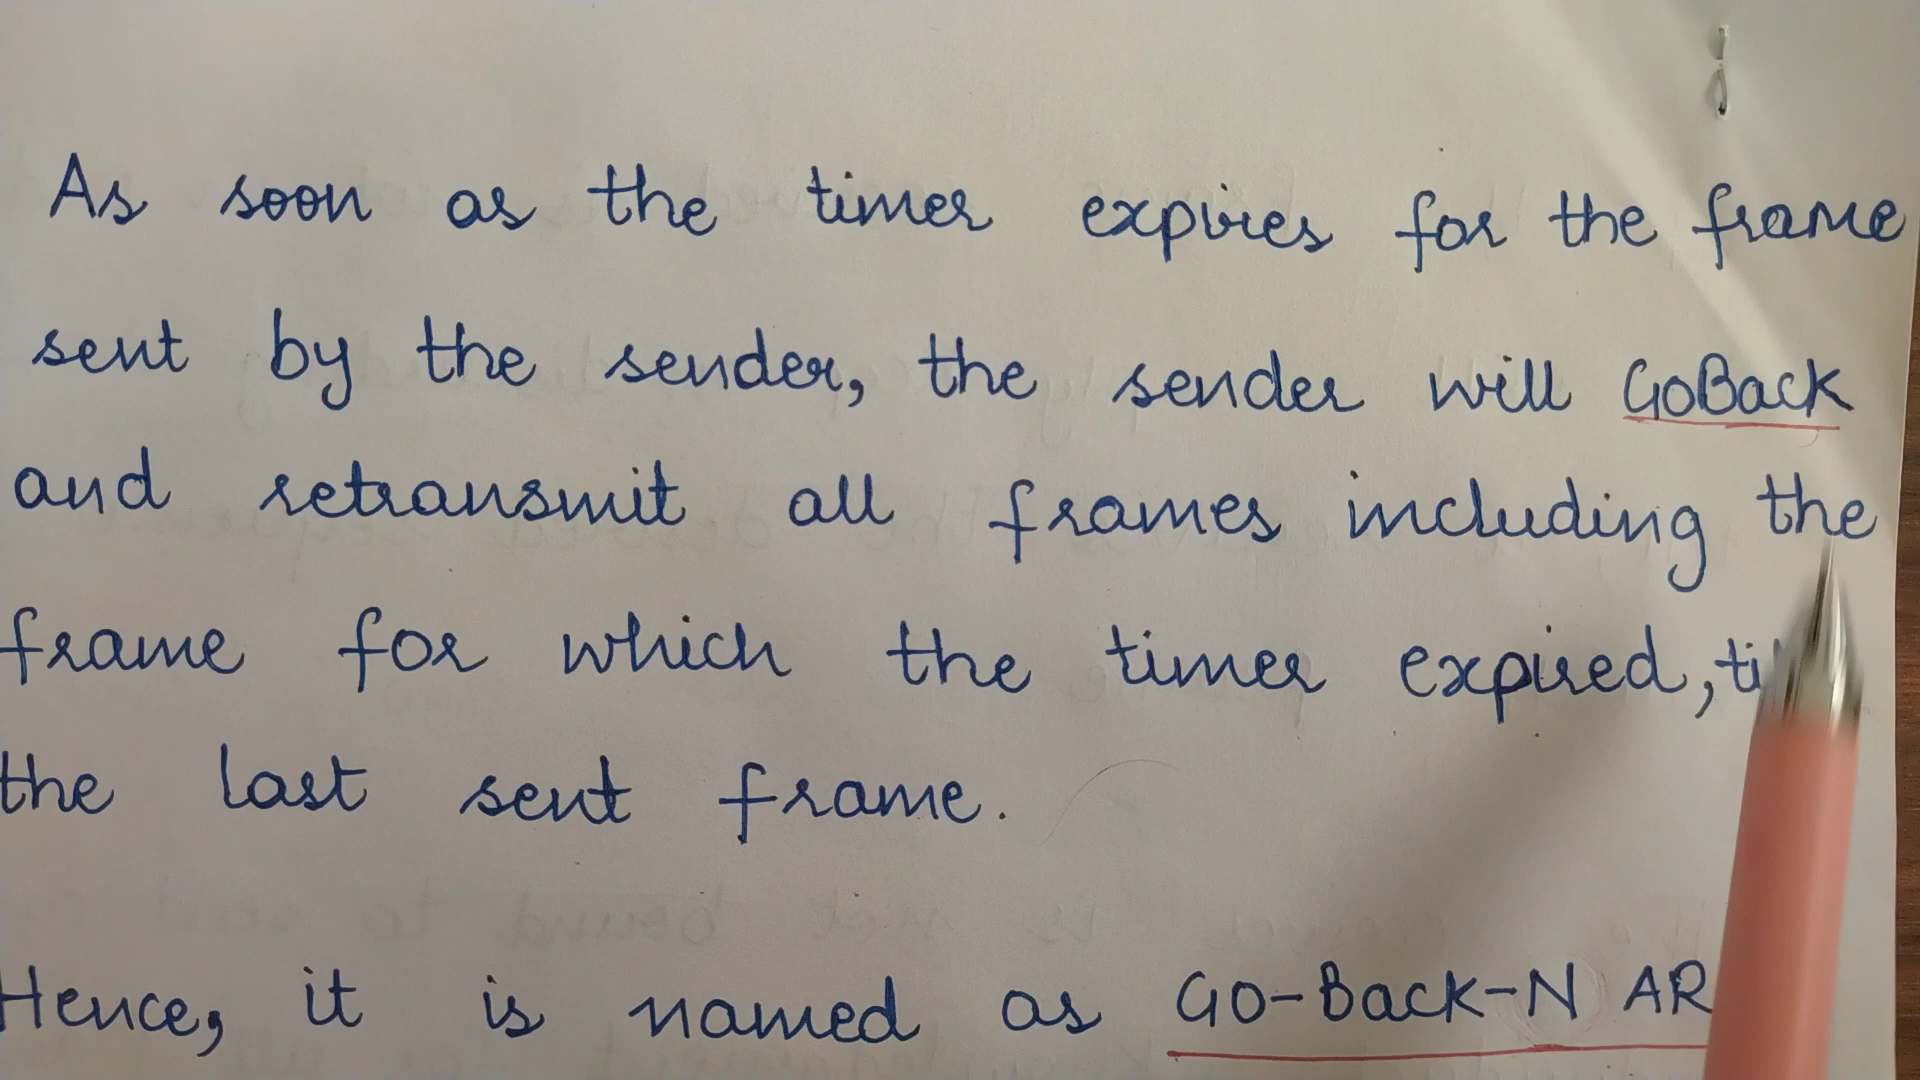 As soon as the timer expires for the frame
sent by the sender, the sender will GoBack
and retransmit all frames including the
frame for which the timer expired,
the last sent frame.
Hence, it is named as Go-Back-N